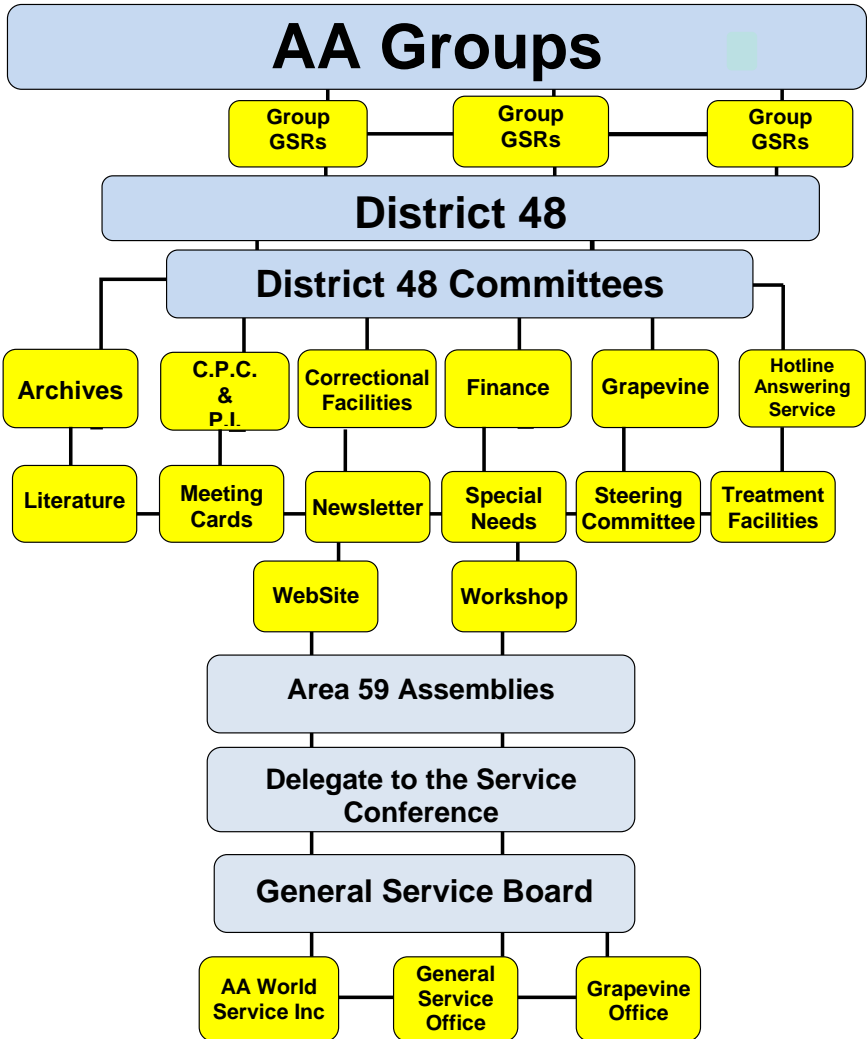 AA Groups
Group
GSRs
Group
GSRs
Group
GSRs
District 48
District 48 Committees
Archives
C.P.C.
&
P.I.
Correctional
Facilities
Finance
Grapevine
Hotline
Answering
Service
Literature
Meeting
Cards
Newsletter
Special
Needs
Steering
Committee
Treatment
Facilities
WebSite
Workshop
Area 59 Assemblies
Delegate to the Service
Conference
General Service Board
AA World
Service Inc
General
Service
Office
Grapevine
Office